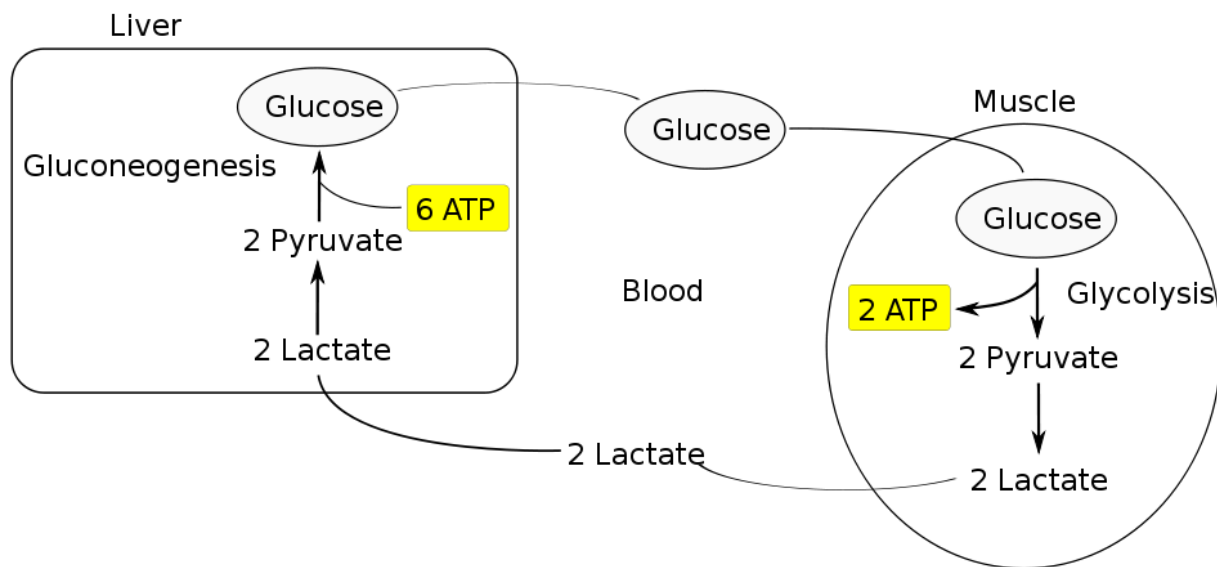 Liver
Glucose
Gluconeogenesis
6 ATP
2 Pyruvate
2 Lactate
Glucose
Blood
2 Lactate
Muscle
Glucose
Glycolysis
2 ATP
2 Pyruvate
2 Lactate